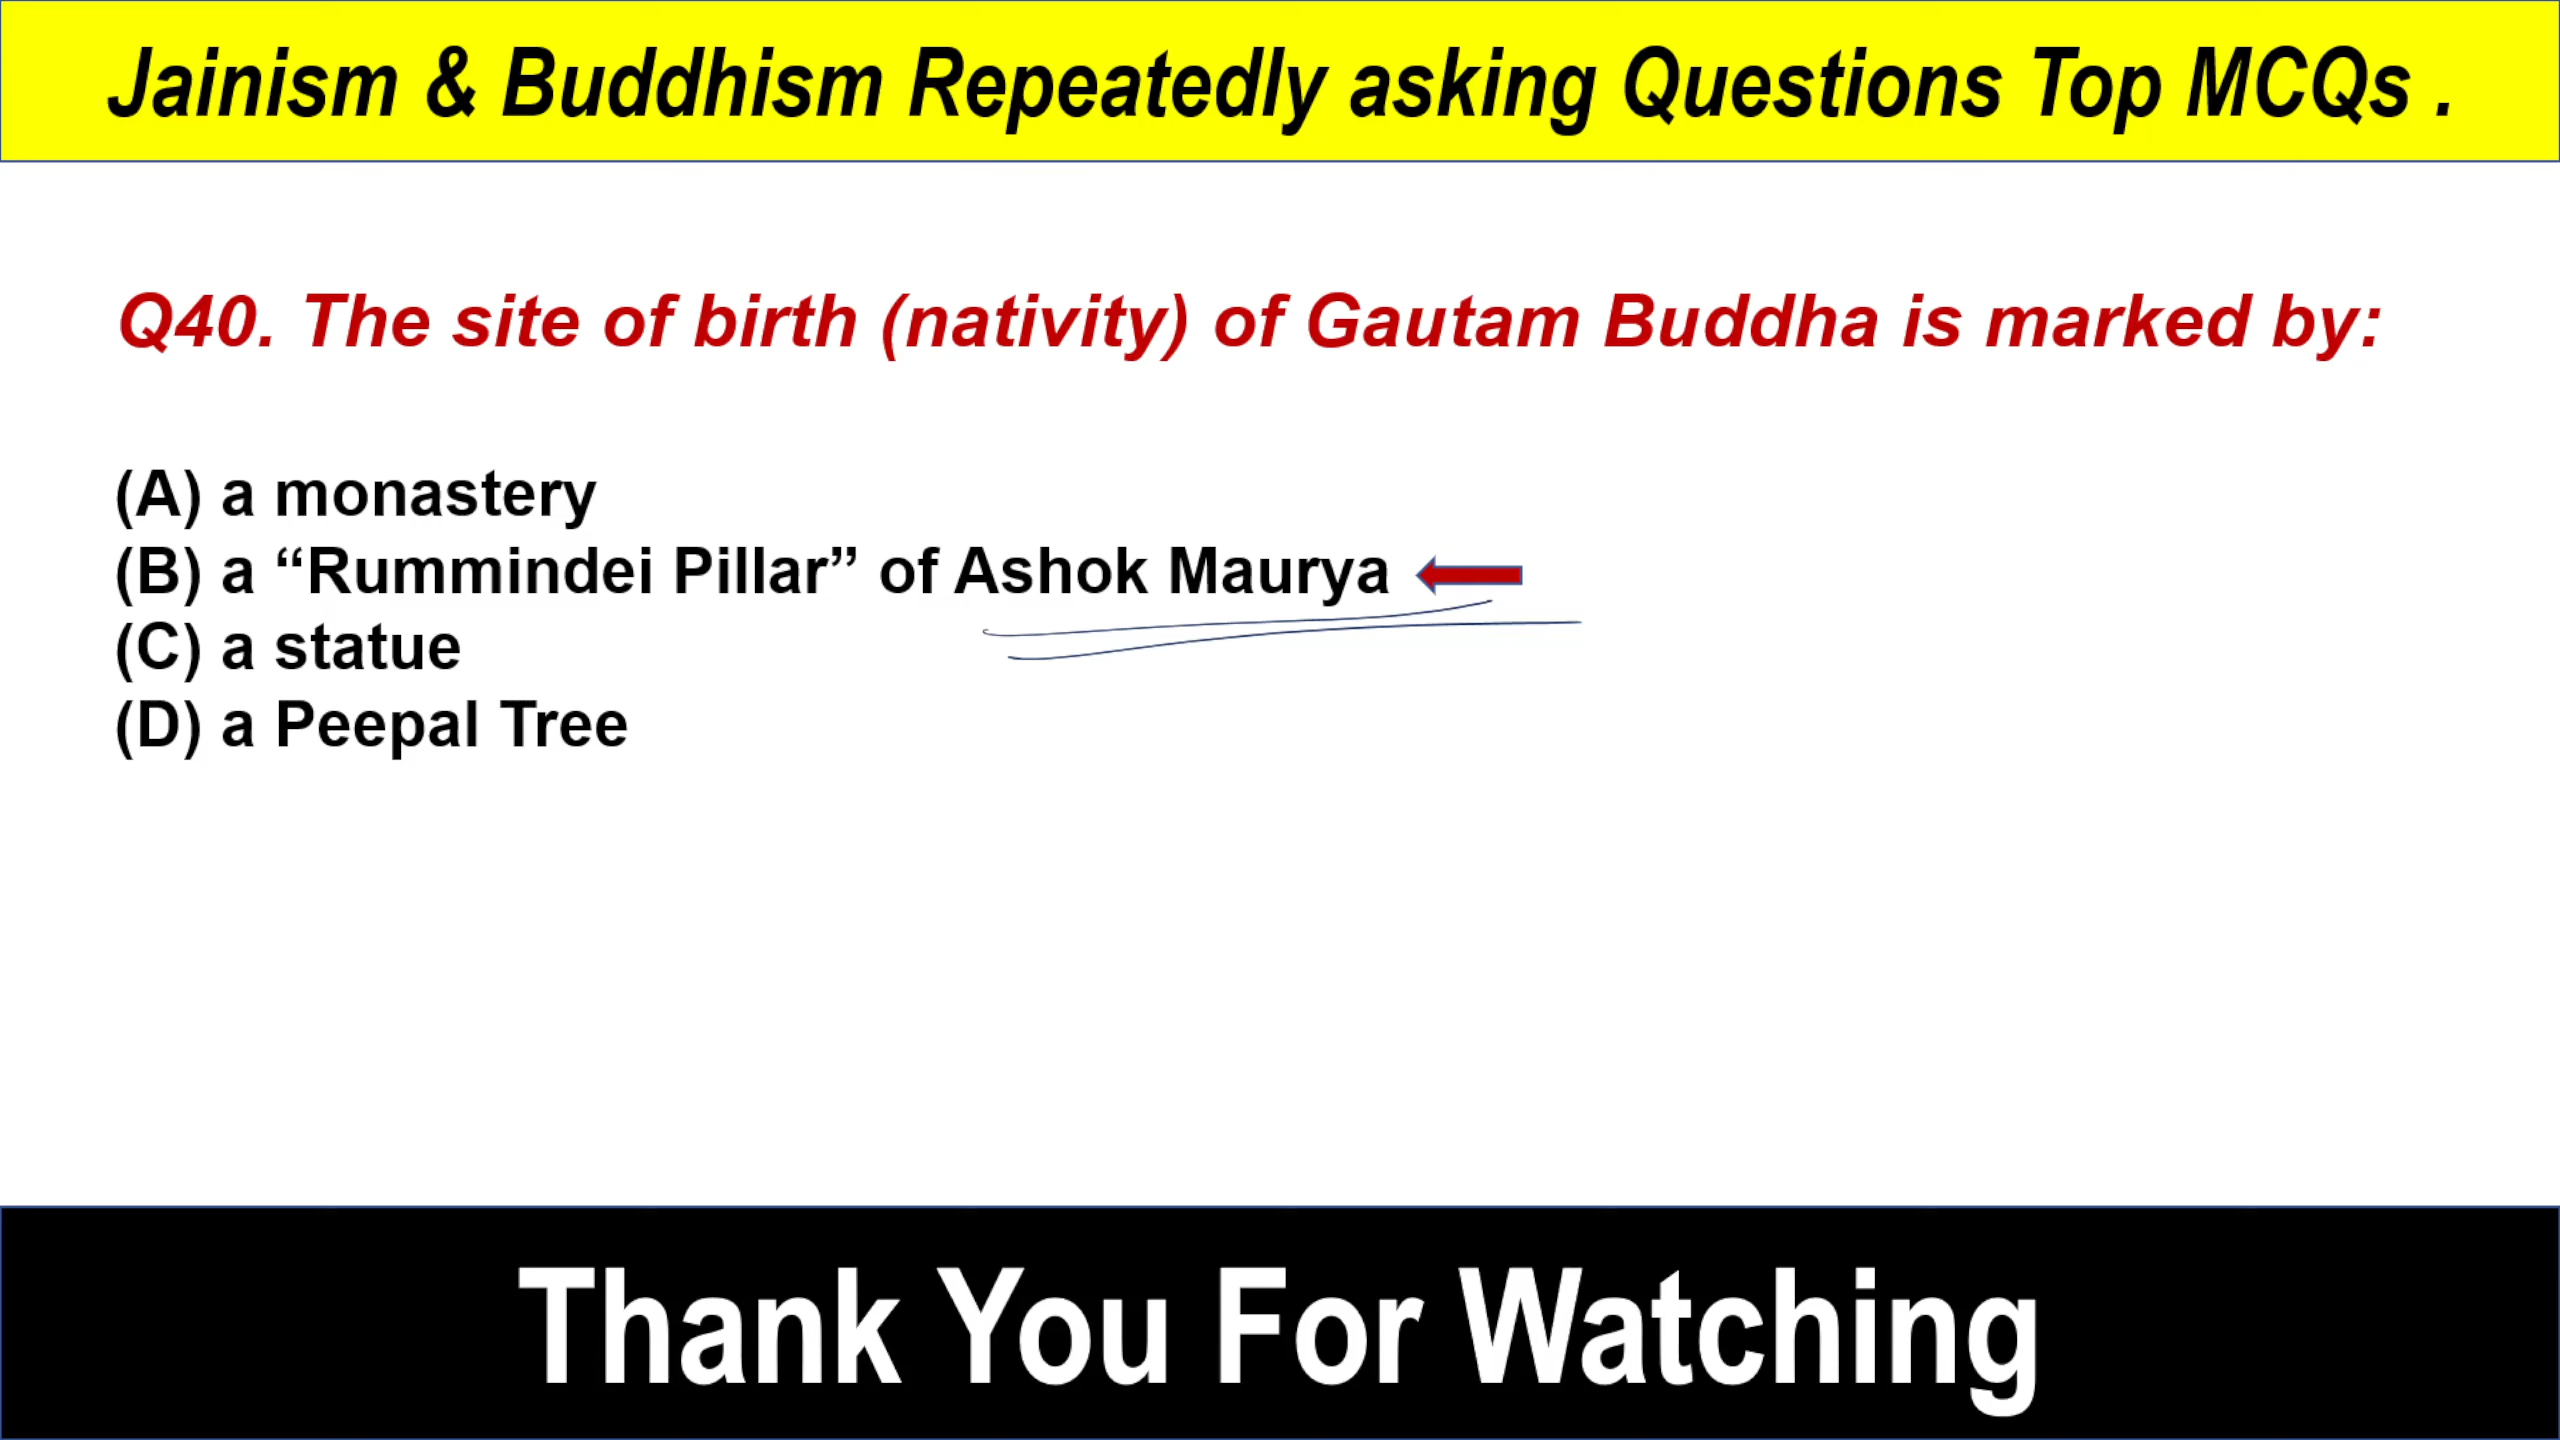 Jainism & Buddhism Repeatedly asking Questions Top MCQs .
Q40. The site of birth (nativity) of Gautam Buddha is marked by:
(A) a monastery
(B) a “Rummindei Pillar” of Ashok Maurya
(C) a statue
(D) a Peepal Tree
Thank You For Watching